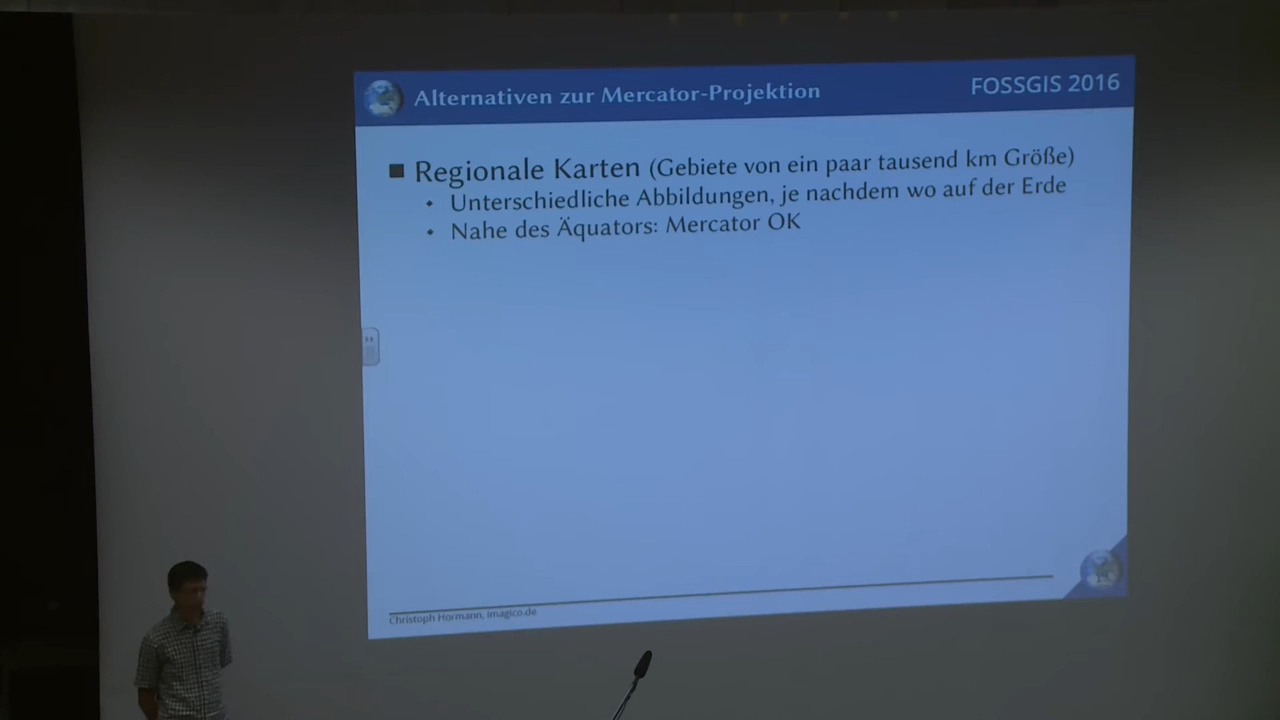 Alternativen zur Mercator-Projektion
FOSSGIS 2016
Regionale Karten (Gebiete von ein paar tausend km Größe)
Unterschiedliche Abbildungen, je nachdem wo auf der Erde
Nahe des Äquators: Mercator OK
Christoph Hormann, imagico.de